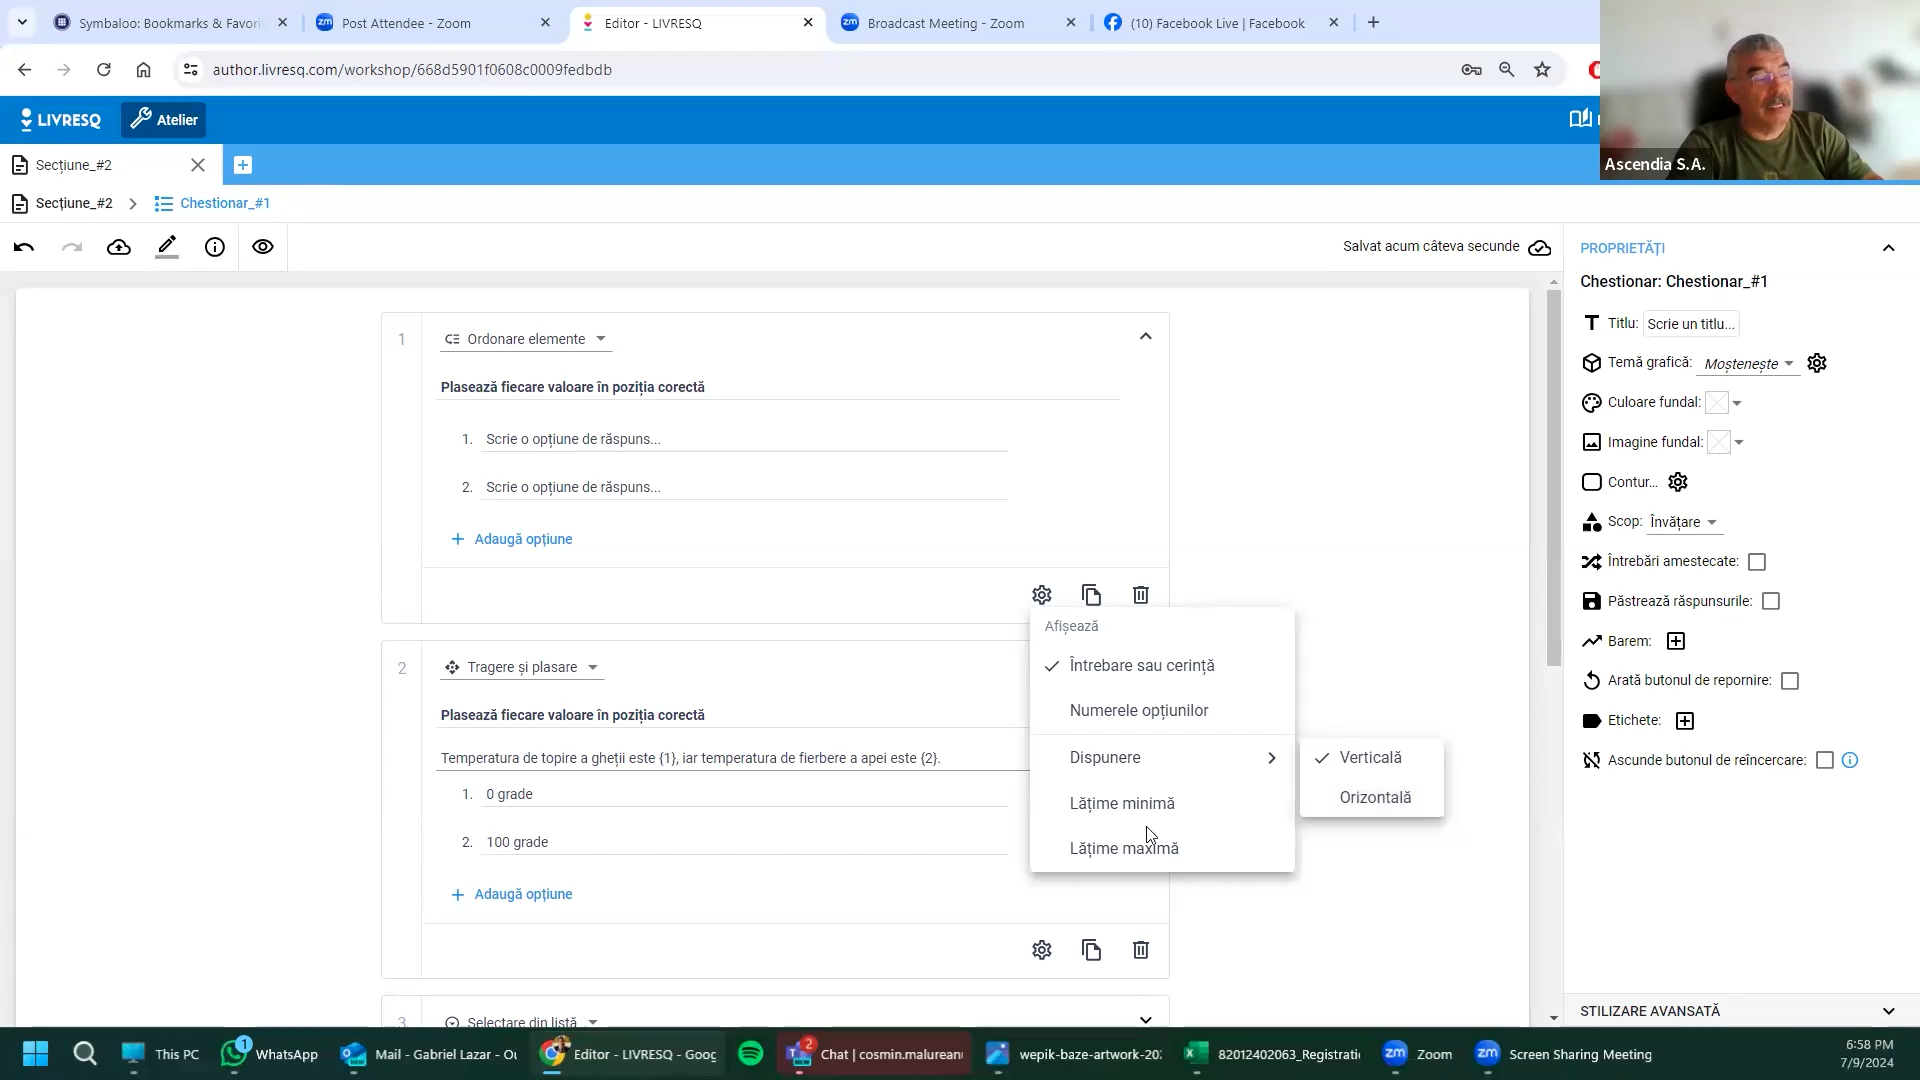 Symbaloo: Bookmarks & Favori
Post Attendee - Zoom
Editor - LIVRESQ
Broadcast Meeting - Zoom
(10) Facebook Live | Facebook
author.livresq.com/workshop/668d5901f0608c0009fedbdb
LIVRESQ
Atelier
Ascendia S.A.
Secțiune_#2
Secțiune_#2
Chestionar_#1
Salvat acum câteva secunde
PROPRIETĂȚI
Chestionar: Chestionar_#1
Titlu: Scrie un titlu...
Temă grafică: Moștenește
Culoare fundal:
Imagine fundal:
Contur...
Scop: Învățare
Întrebări amestecate:
Păstrează răspunsurile:
Barem:
Arată butonul de repornire:
Etichete:
Ascunde butonul de reîncercare:
STILIZARE AVANSATĂ
1
Ordonare elemente
Plasează fiecare valoare în poziția corectă
1. Scrie o opțiune de răspuns...
2. Scrie o opțiune de răspuns...
+ Adaugă opțiune
2
Tragere și plasare
Plasează fiecare valoare în poziția corectă
Temperatura de topire a gheții este {1}, iar temperatura de fierbere a apei este {2}.
1. 0 grade
2. 100 grade
+ Adaugă opțiune
3
Selectare din listă
Afișează
Întrebare sau cerință
Numerele opțiunilor
Dispunere
Lățime minimă
Lățime maximă
Verticală
Orizontală
This PC
1
WhatsApp
Mail - Gabriel Lazar - Ou
Editor - LIVRESQ - Goog
2
Chat | cosmin.malurean
wepik-baze-artwork-202
82012402063_Registrati
Zoom
Screen Sharing Meeting
6:58 PM
7/9/2024